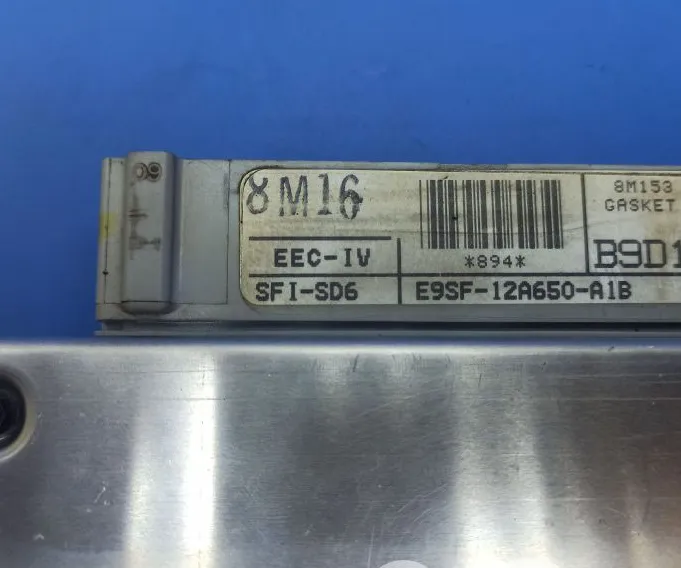 09
8M16
EEC-IV
SFI-SD6
*894*
E9SF-12A650-A1B
8M153
GASKET
B9D1